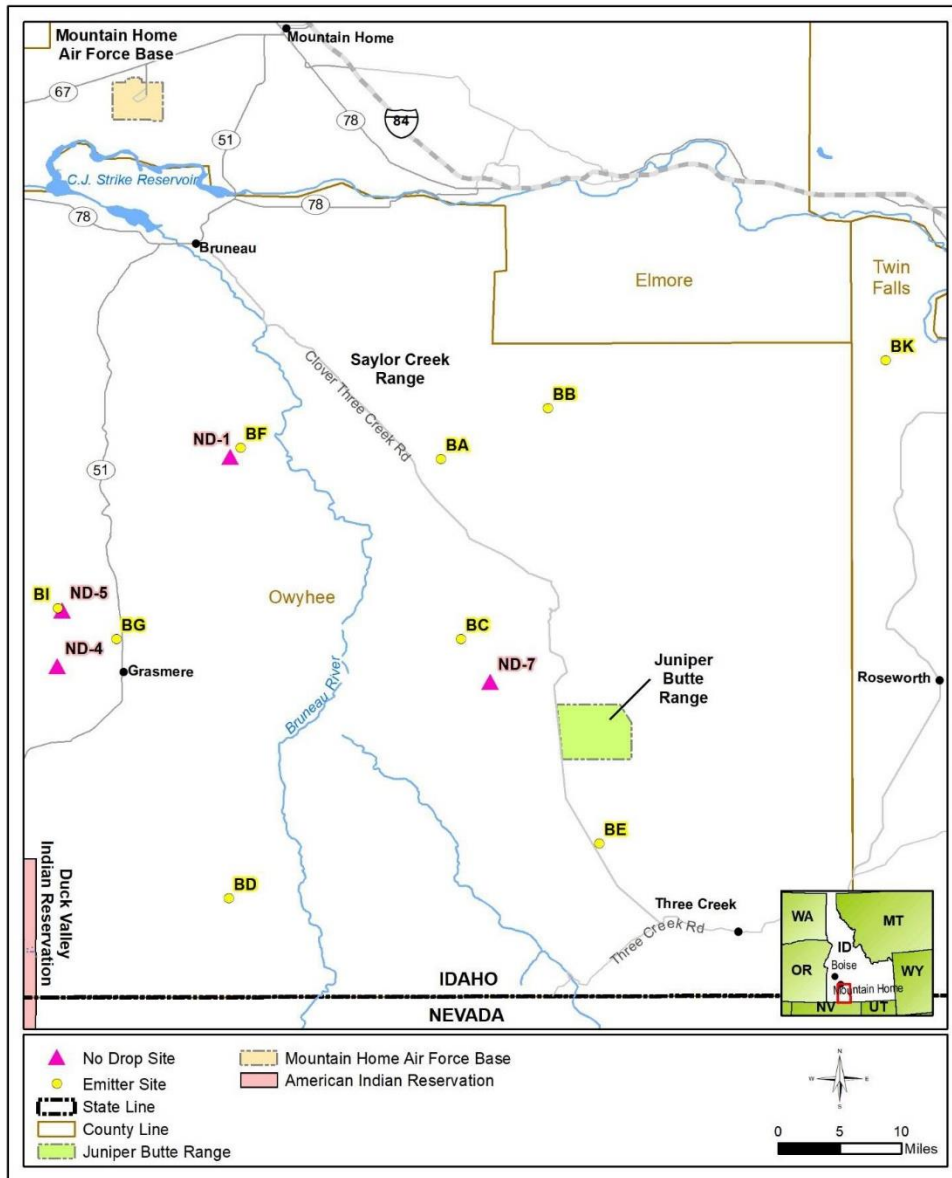 Mountain Home
Air Force Base
Mountain Home
67
84
78
51
C.J. Strike Reservoir
78
78
Bruneau
Elmore
Twin
Falls
BK
Saylor Creek
Range
Clover Three Creek Rd
BB
ND-1
BF
BA
51
BI
ND-5
Owyhee
BG
BC
ND-4
ND-7
Grasmere
Juniper
Butte
Range
Roseworth
Bruneau River
BE
Duck Valley
Indian Reservation
BD
Three Creek
Three Creek Rd
IDAHO
NEVADA
WA
MT
ID
OR
Boise
WY
Mountain Home
NV
UT
No Drop Site
Emitter Site
State Line
County Line
Juniper Butte Range
Mountain Home Air Force Base
American Indian Reservation
N
W
E
S
0
5
10
Miles